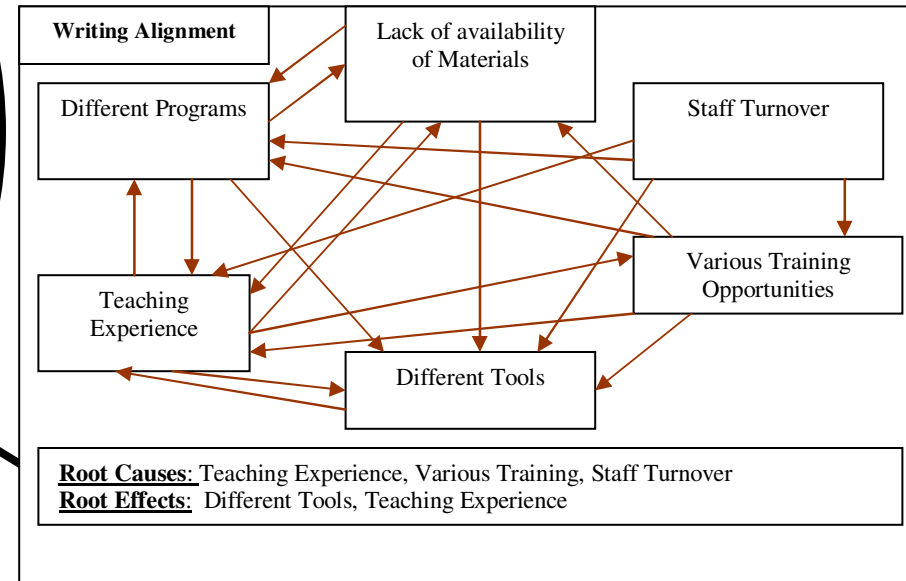 Writing Alignment
Lack of availability
of Materials
Different Programs
Staff Turnover
Various Training
Opportunities
Teaching
Experience
Different Tools
Root Causes: Teaching Experience, Various Training, Staff Turnover
Root Effects:  Different Tools, Teaching Experience